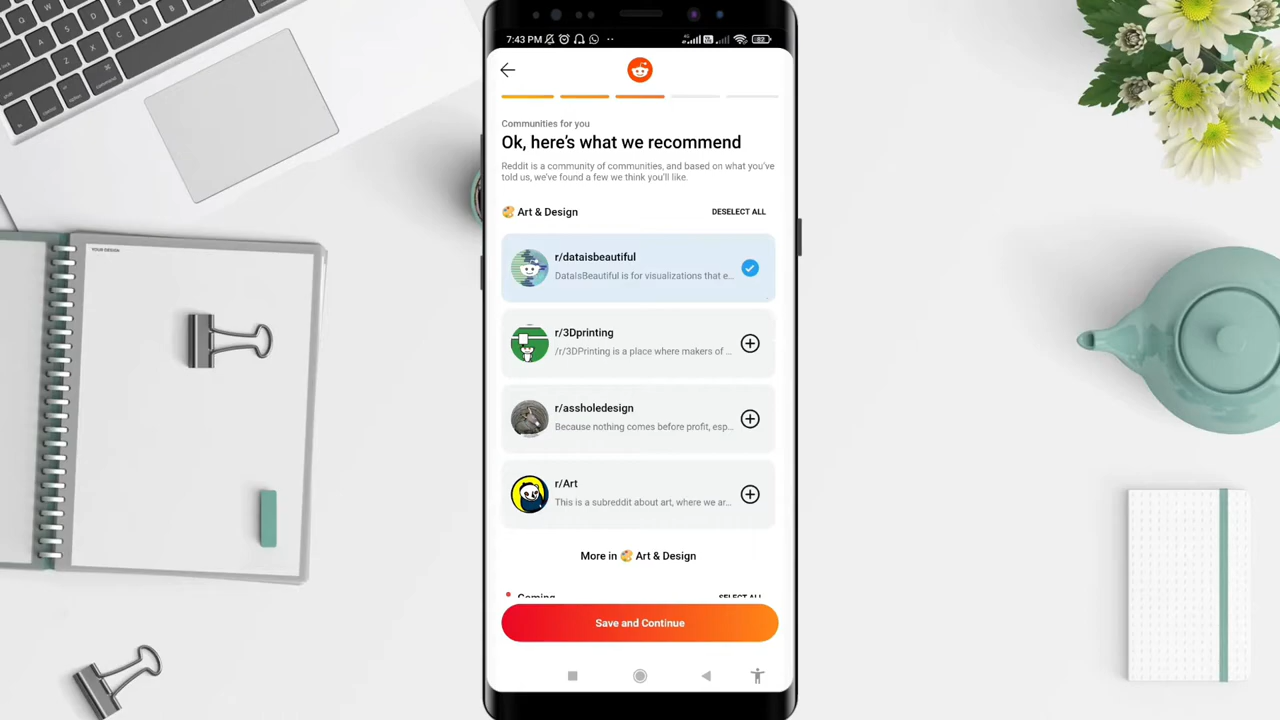 YOUR DESIGN
7:43 PM
82
Communities for you
Ok, here's what we recommend
Reddit is a community of communities, and based on what you've
told us, we've found a few we think you'll like.
Art & Design
DESELECT ALL
r/dataisbeautiful
DataIsBeautiful is for visualizations that e...
r/3Dprinting
/r/3DPrinting is a place where makers of ...
r/assholedesign
Because nothing comes before profit, esp...
r/Art
This is a subreddit about art, where we ar...
More in Art & Design
Gaming
SELECT ALL
Save and Continue